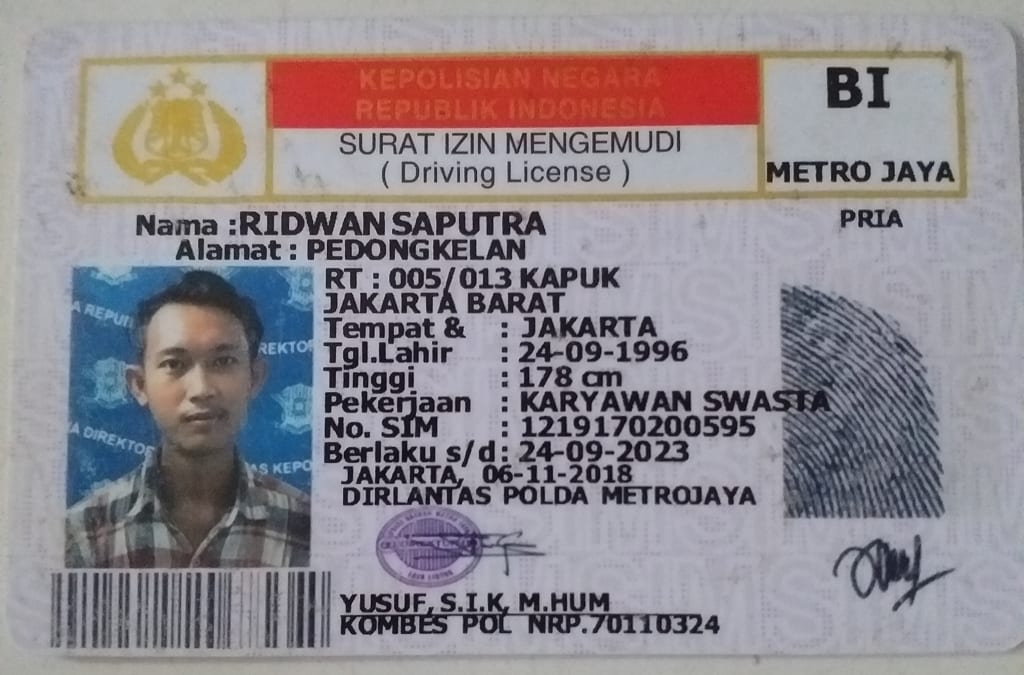 KEPOLISIAN NEGARA
REPUBLIK INDONESIA
SURAT IZIN MENGEMUDI
( Driving License )
BI
METRO JAYA
PRIA
Nama :RIDWAN SAPUTRA
Alamat : PEDONGKELAN
RT : 005/013 KAPUK
JAKARTA BARAT
Tempat & : JAKARTA
Tgl.Lahir : 24-09-1996
Tinggi : 178 cm
Pekerjaan : KARYAWAN SWASTA
No. SIM : 1219170200595
Berlaku s/d : 24-09-2023
JAKARTA, 06-11-2018
DIRLANTAS POLDA METROJAYA
YUSUF, S.I.K, M.HUM
KOMBES POL NRP.70110324